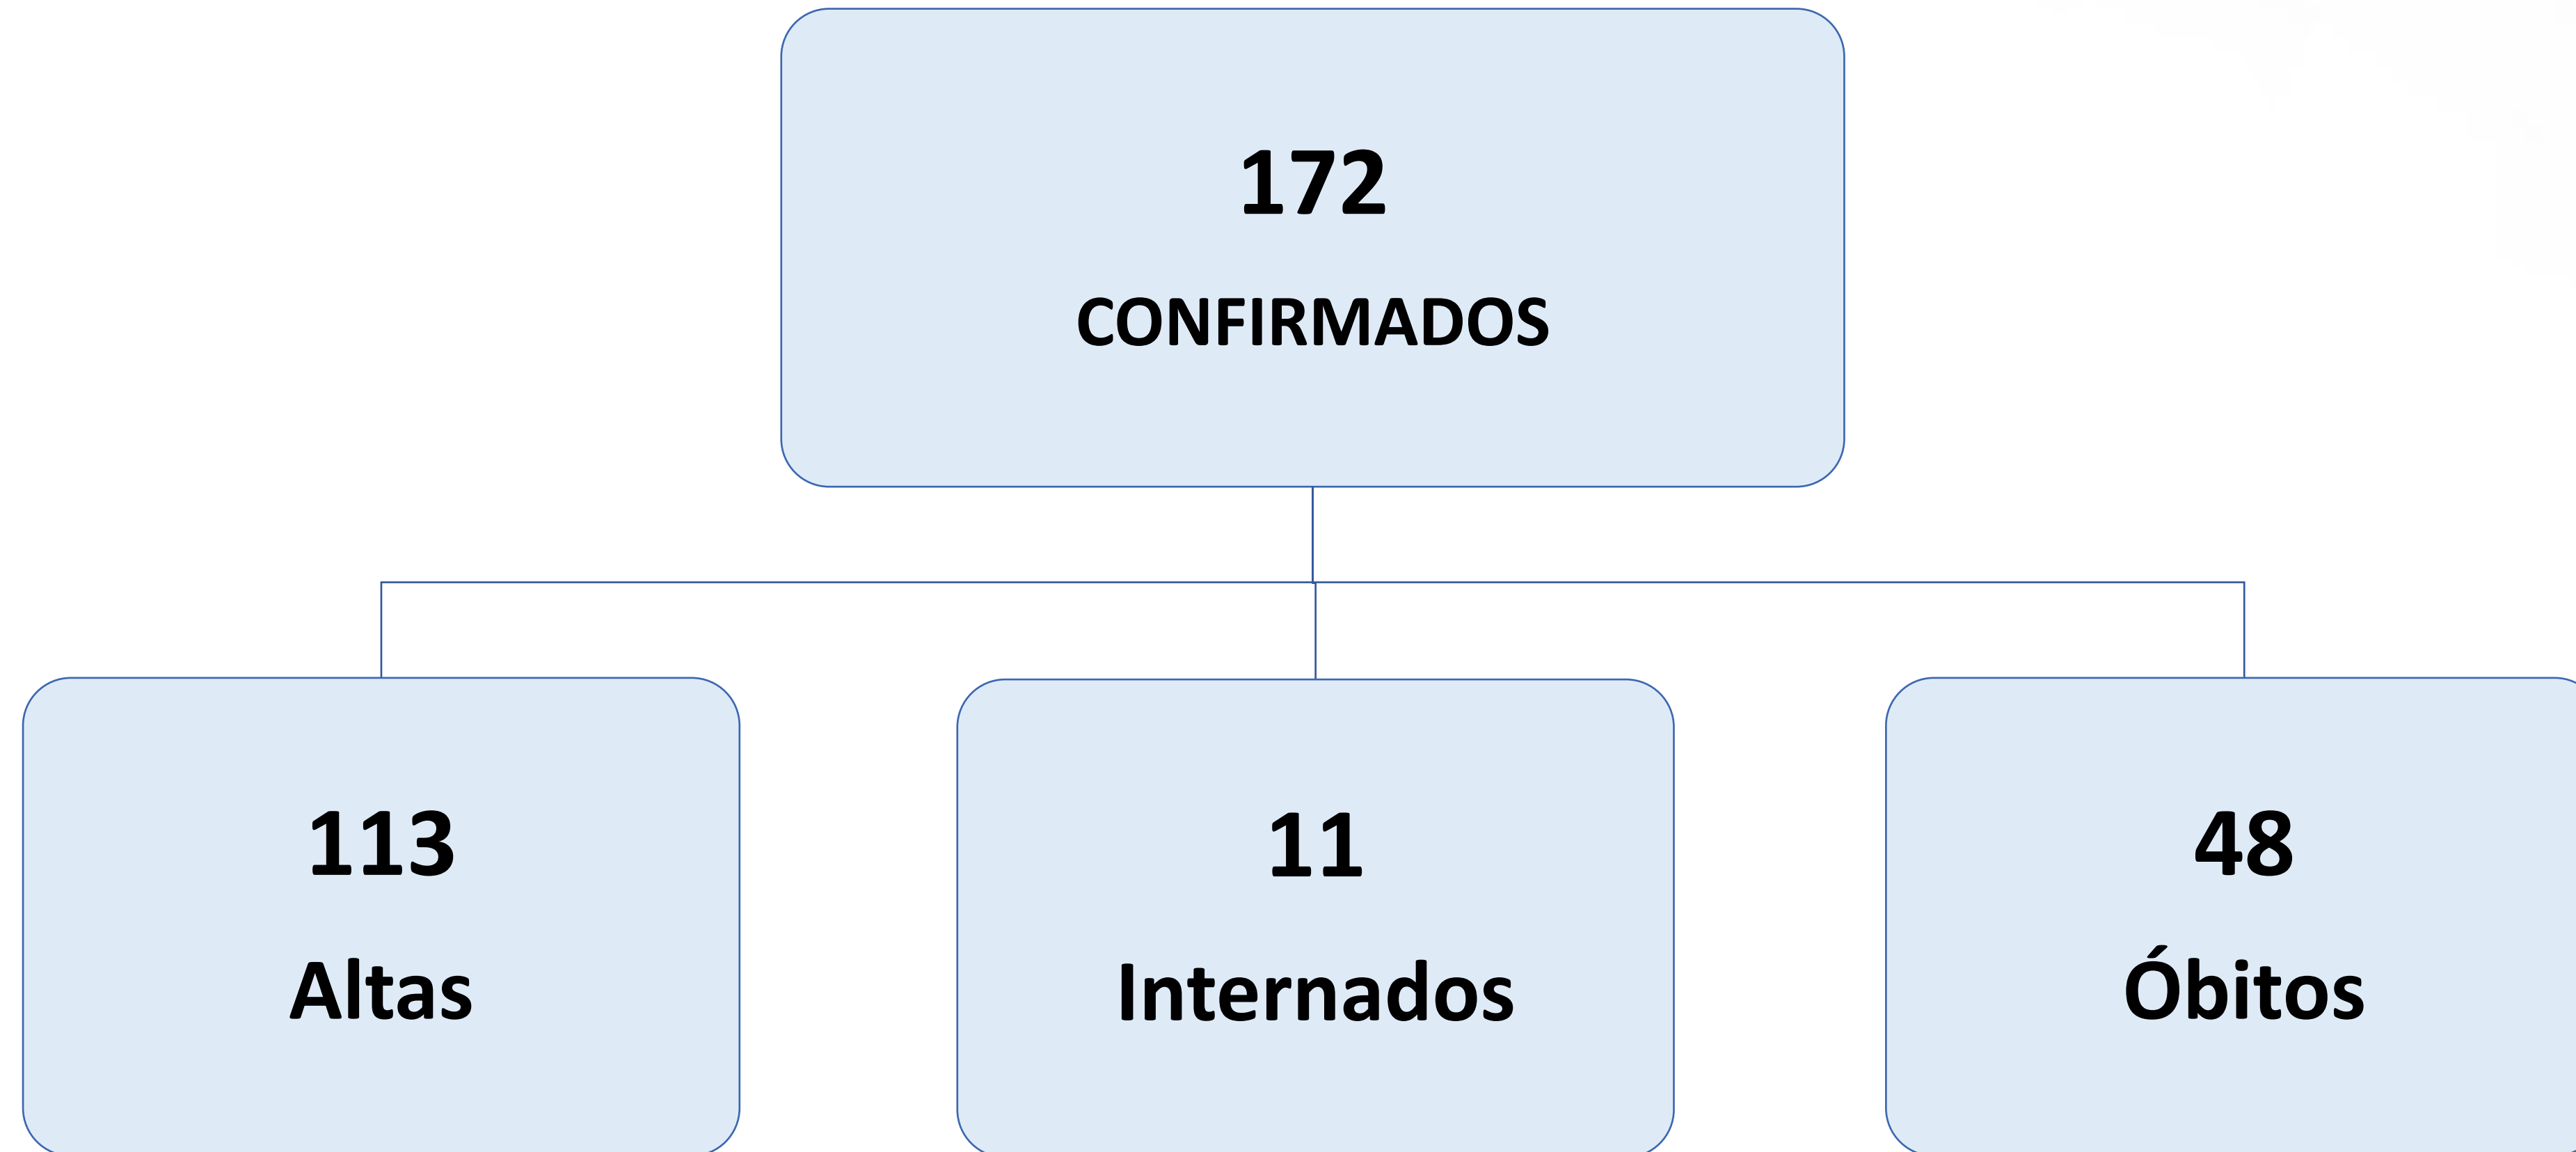 172
CONFIRMADOS
113
Altas
11
Internados
48
Óbitos